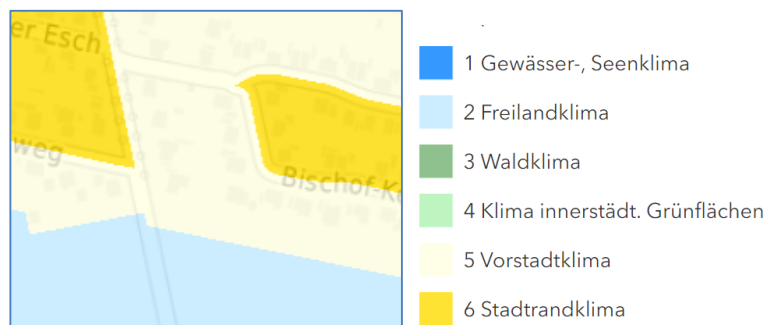 er Esch
weg
Bischof-Ke
1 Gewässer-, Seenklima
2 Freilandklima
3 Waldklima
4 Klima innerstädt. Grünflächen
5 Vorstadtklima
6 Stadtrandklima